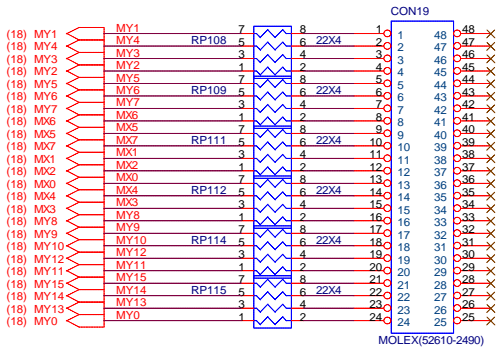 CON19
(18) MY1 MY1 7 8 1 1 48 48
(18) MY4 MY4 5 RP108 6 22X4 2 2 47 47
(18) MY3 MY3 3 4 3 3 46 46
(18) MY2 MY2 1 2 4 4 45 45
(18) MY5 MY5 7 8 5 5 44 44
(18) MY6 MY6 5 RP109 6 22X4 6 6 43 43
(18) MY7 MY7 3 4 7 7 42 42
(18) MX6 MX6 1 2 8 8 41 41
(18) MX5 MX5 7 8 9 9 40 40
(18) MX7 MX7 5 RP111 6 22X4 10 10 39 39
(18) MX1 MX1 3 4 11 11 38 38
(18) MX2 MX2 1 2 12 12 37 37
(18) MX0 MX0 7 8 13 13 36 36
(18) MX4 MX4 5 RP112 6 22X4 14 14 35 35
(18) MX3 MX3 3 4 15 15 34 34
(18) MY8 MY8 1 2 16 16 33 33
(18) MY9 MY9 7 8 17 17 32 32
(18) MY10 MY10 5 RP114 6 22X4 18 18 31 31
(18) MY12 MY12 3 4 19 19 30 30
(18) MY11 MY11 1 2 20 20 29 29
(18) MY15 MY15 7 8 21 21 28 28
(18) MY14 MY14 5 RP115 6 22X4 22 22 27 27
(18) MY13 MY13 3 4 23 23 26 26
(18) MY0 MY0 1 2 24 24 25 25
MOLEX(52610-2490)